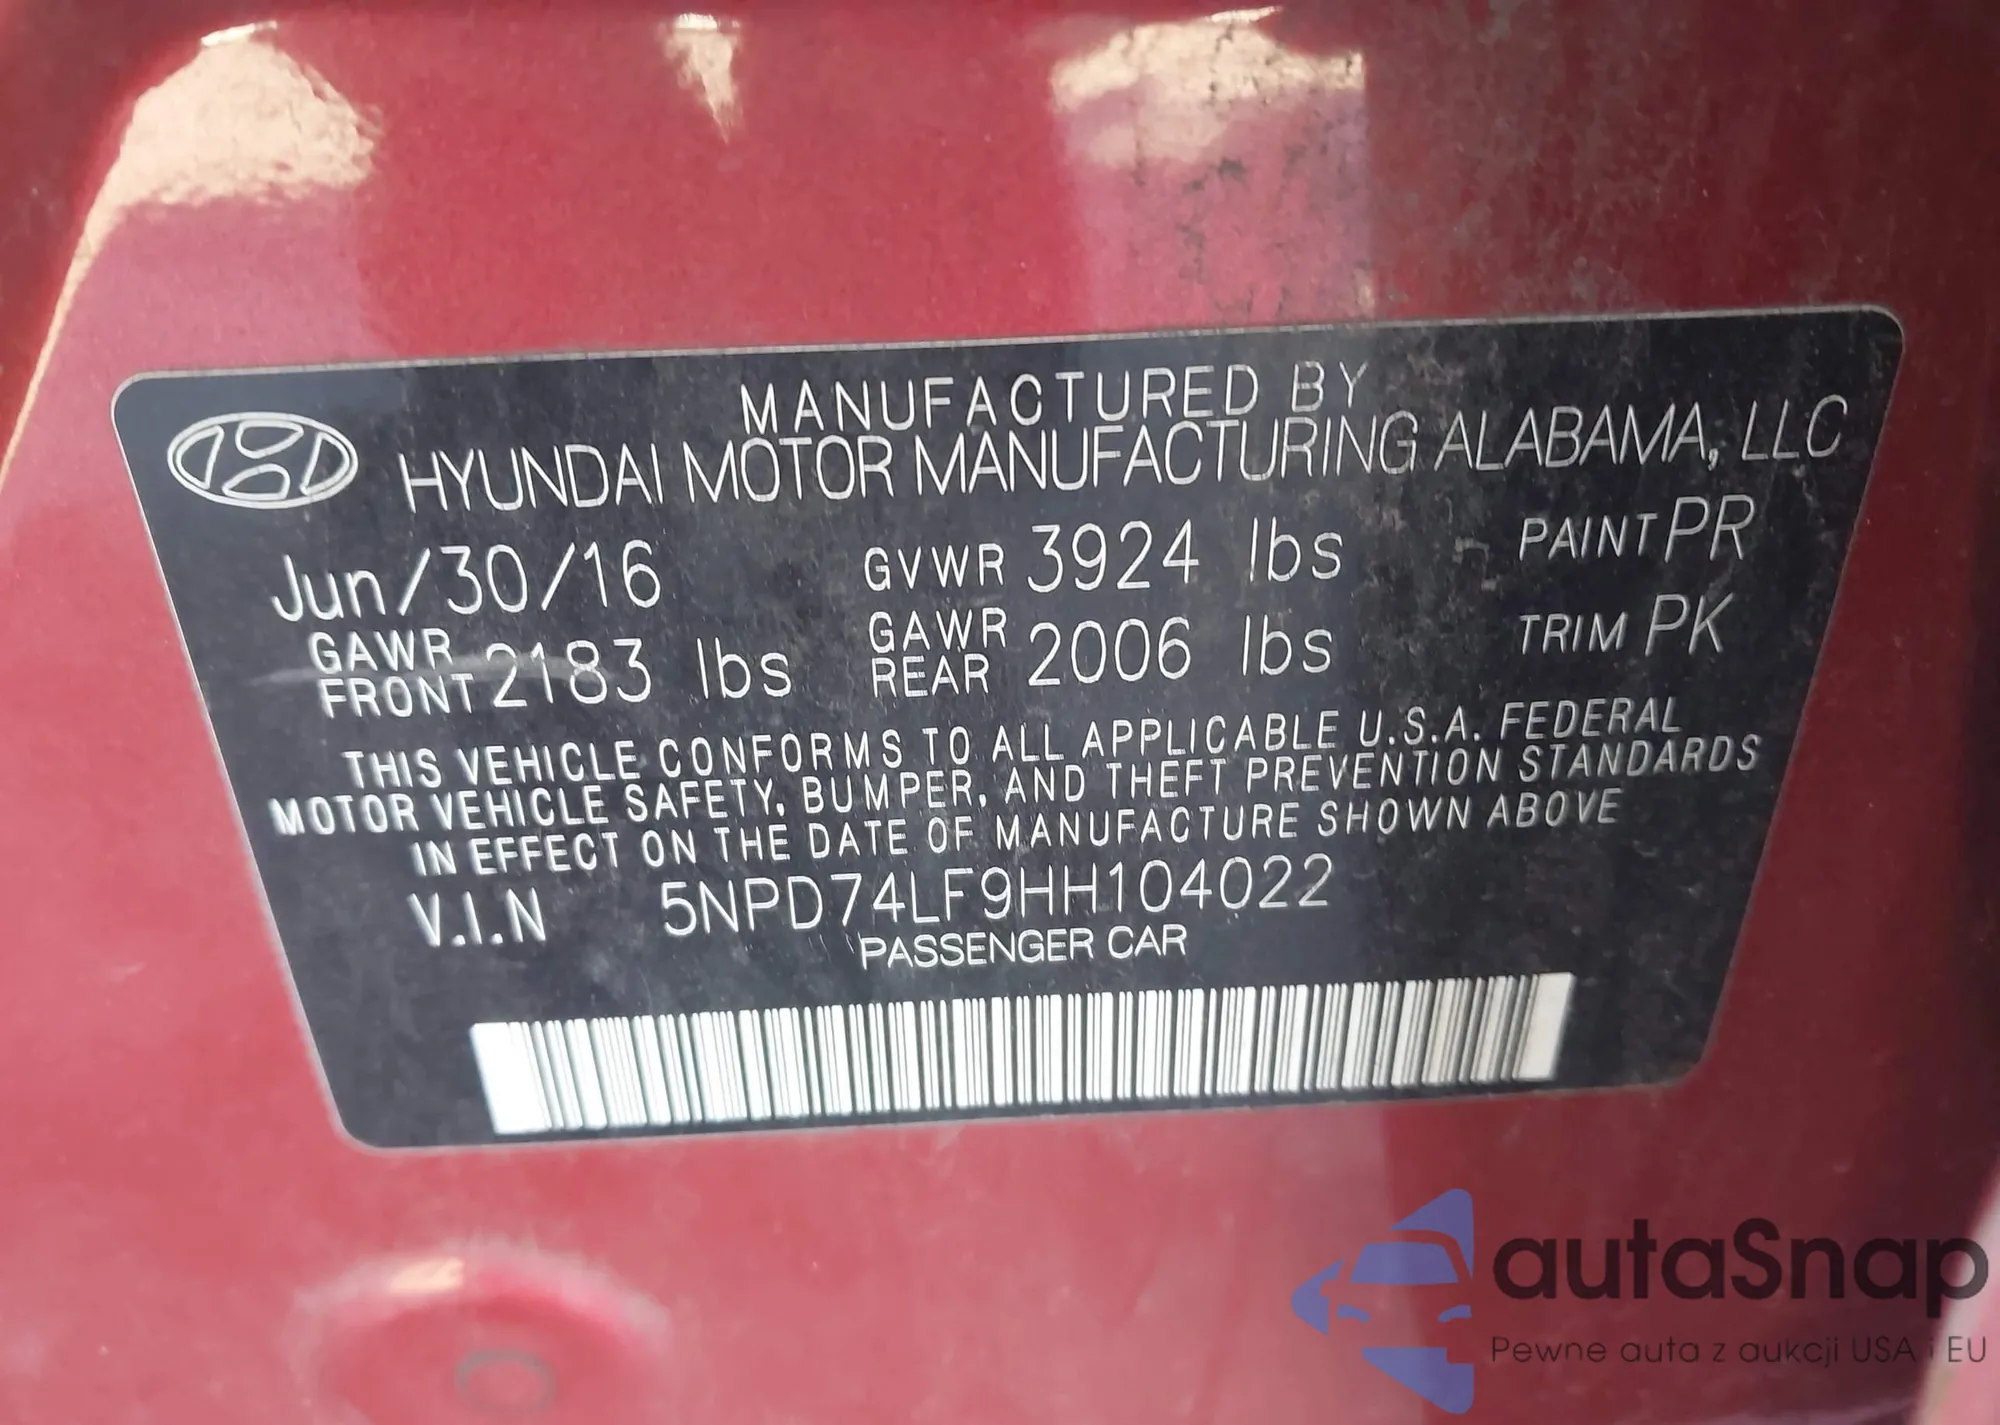 MANUFACTURED BY
HYUNDAI MOTOR MANUFACTURING ALABAMA, LLC
Jun/30/16 GVWR 3924 lbs PAINT PR
GAWR FRONT 2183 lbs GAWR REAR 2006 lbs TRIM PK
THIS VEHICLE CONFORMS TO ALL APPLICABLE U.S.A. FEDERAL
MOTOR VEHICLE SAFETY, BUMPER, AND THEFT PREVENTION STANDARDS
IN EFFECT ON THE DATE OF MANUFACTURE SHOWN ABOVE
V.I.N 5NPD74LF9HH104022
PASSENGER CAR
autaSnap
Pewne auta z aukcji USA i EU